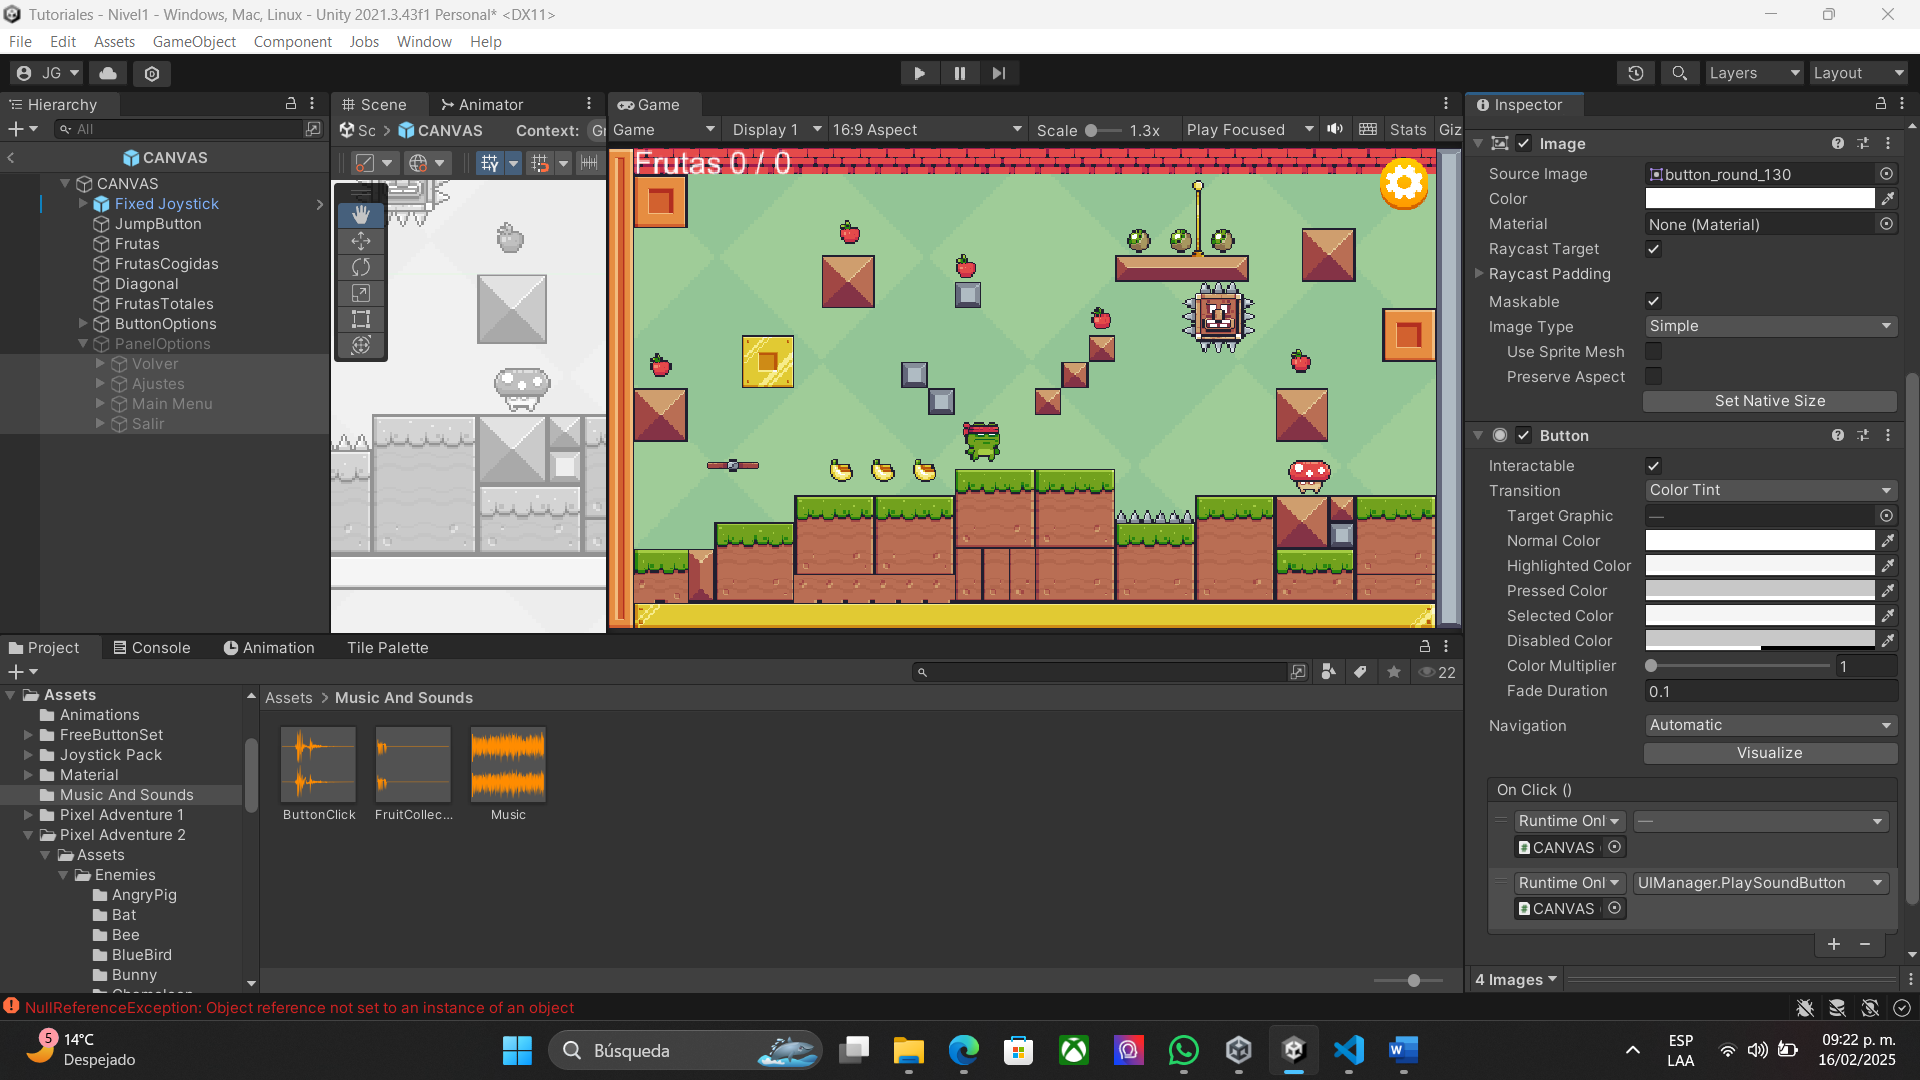 Tutoriales - Nivel1 - Windows, Mac, Linux - Unity 2021.3.43f1 Personal* <DX11>
File Edit Assets GameObject Component Jobs Window Help
JG Layers Layout
Hierarchy
All
CANVAS
CANVAS
Fixed Joystick
JumpButton
Frutas
FrutasCogidas
Diagonal
FrutasTotales
ButtonOptions
PanelOptions
Volver
Ajustes
Main Menu
Salir
Scene Animator
Sc CANVAS Context: Gr
Game
Game Display 1 16:9 Aspect Scale 1.3x Play Focused Stats Giz
Frutas 0 / 0
Inspector
Image
Source Image button_round_130
Color
Material None (Material)
Raycast Target
Raycast Padding
Maskable
Image Type Simple
Use Sprite Mesh
Preserve Aspect
Set Native Size
Button
Interactable
Transition Color Tint
Target Graphic —
Normal Color
Highlighted Color
Pressed Color
Selected Color
Disabled Color
Color Multiplier 1
Fade Duration 0.1
Navigation Automatic
Visualize
On Click ()
Runtime Onl —
CANVAS
Runtime Onl UIManager.PlaySoundButton
CANVAS
4 Images
Project Console Animation Tile Palette
22
Assets
Animations
FreeButtonSet
Joystick Pack
Material
Music And Sounds
Pixel Adventure 1
Pixel Adventure 2
Assets
Enemies
AngryPig
Bat
Bee
BlueBird
Bunny
Assets > Music And Sounds
ButtonClick FruitCollec... Music
NullReferenceException: Object reference not set to an instance of an object
5 14°C
Despejado
Búsqueda
ESP
LAA
09:22 p. m.
16/02/2025